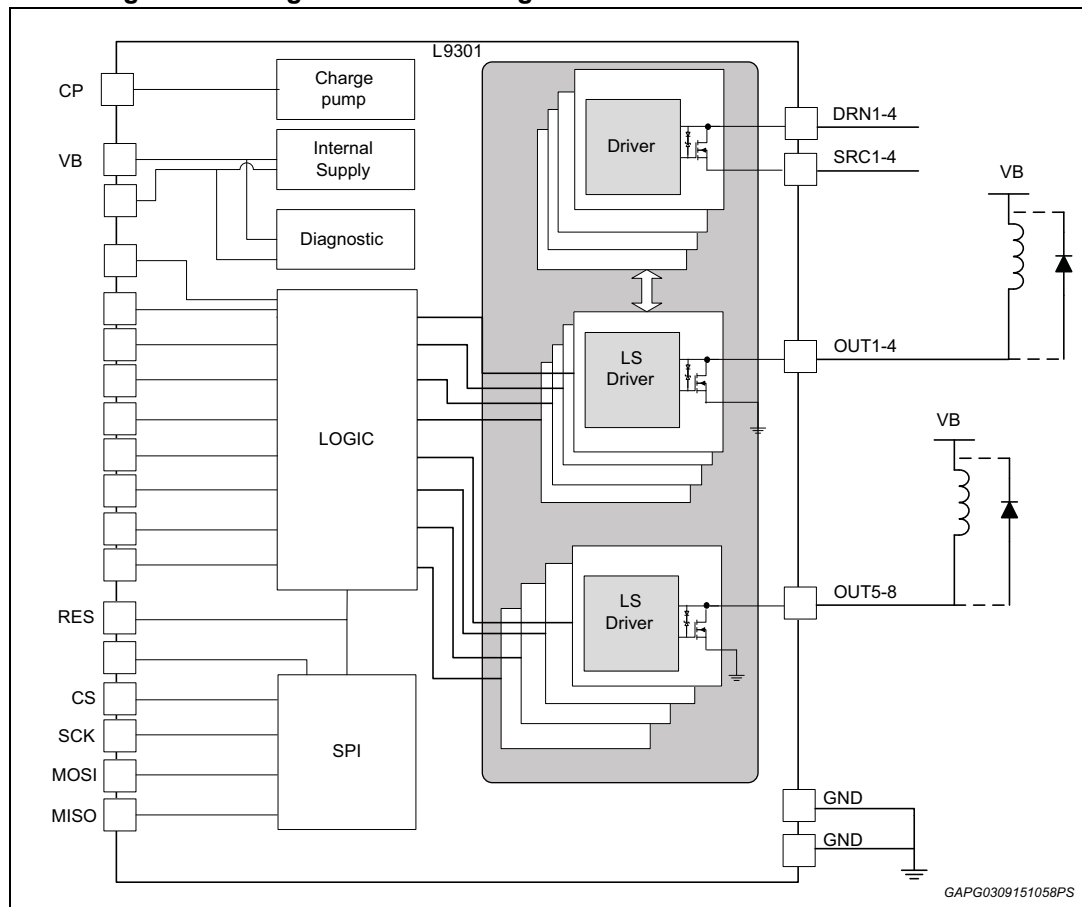 L9301
CP
Charge
pump
VB
Internal
Supply
Diagnostic
LOGIC
RES
CS
SCK
MOSI
MISO
SPI
Driver
DRN1-4
SRC1-4
VB
LS
Driver
OUT1-4
VB
LS
Driver
OUT5-8
GND
GND
GAPG0309151058PS